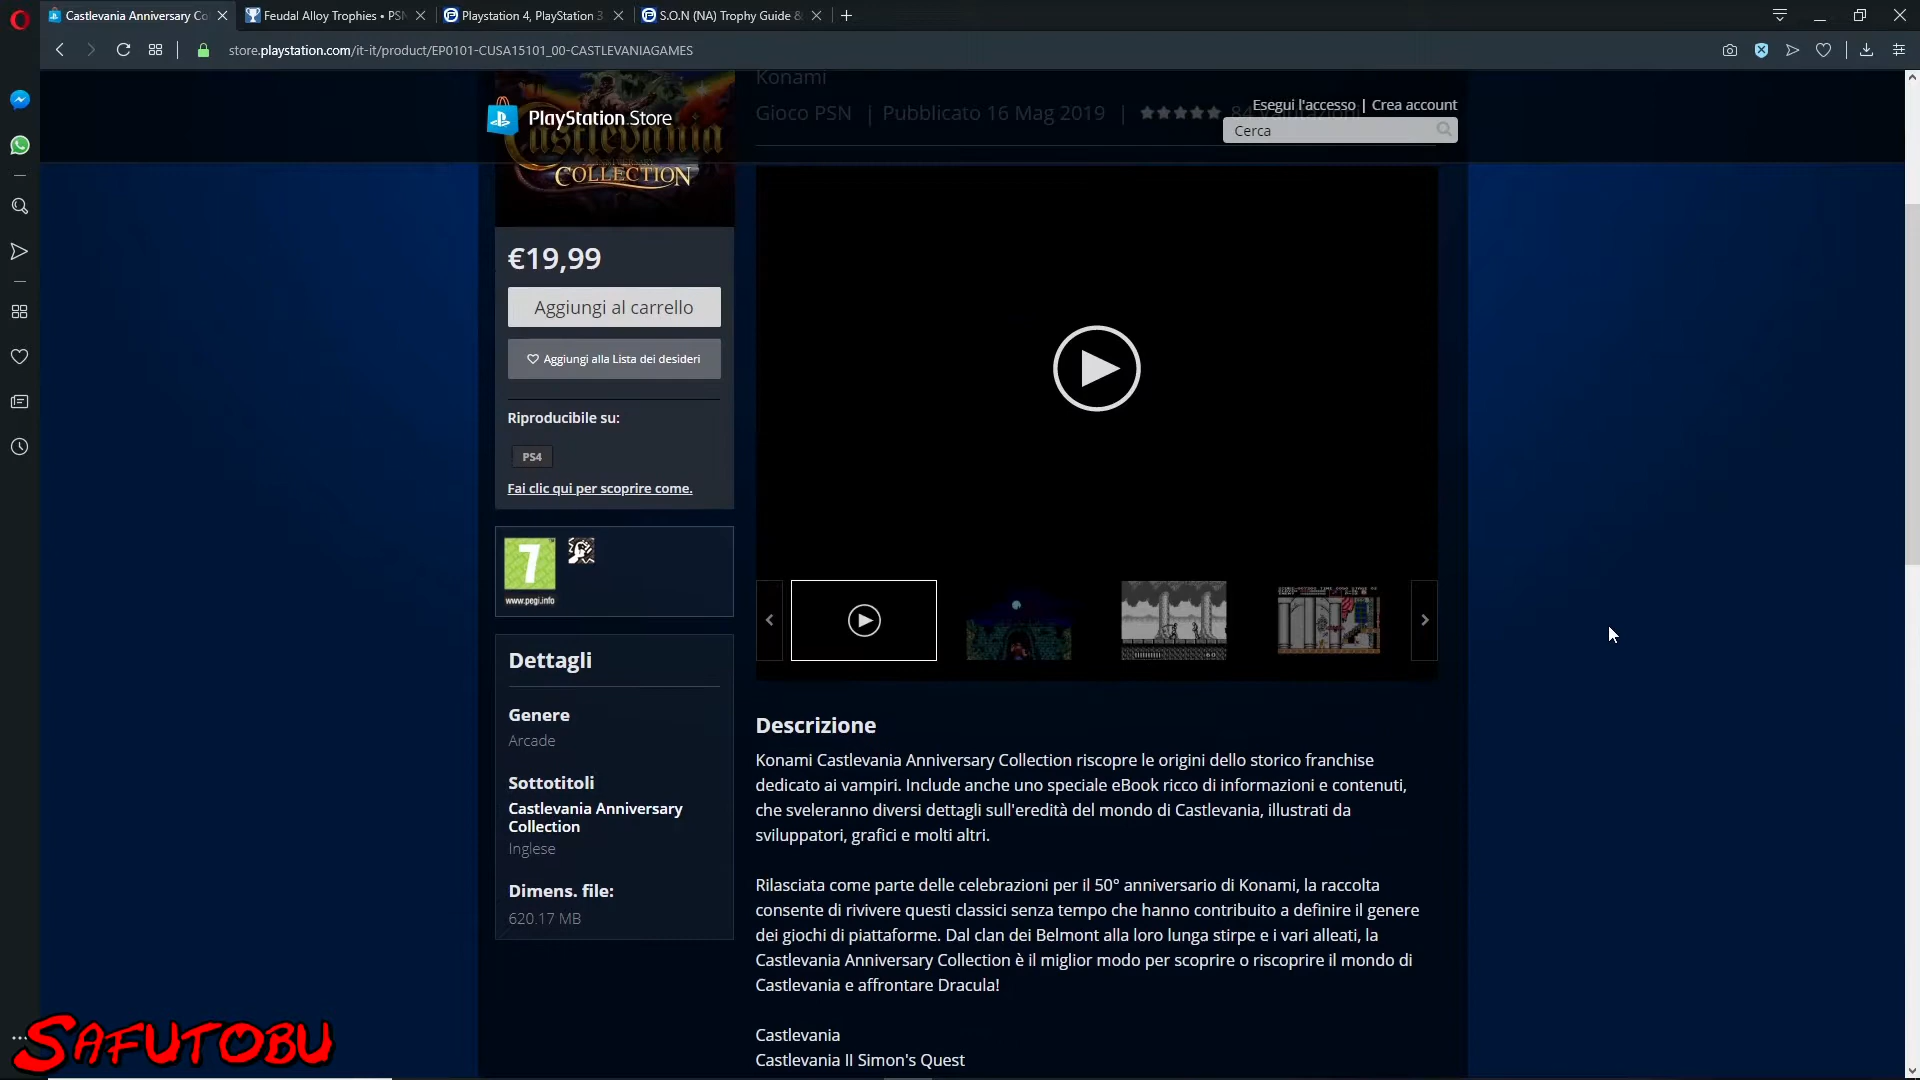 Castlevania Anniversary Co
Feudal Alloy Trophies • PSN
Playstation 4, PlayStation 3
S.O.N (NA) Trophy Guide &
store.playstation.com/it-it/product/EP0101-CUSA15101_00-CASTLEVANIAGAMES
Konami
PlayStation Store
Gioco PSN | Pubblicato 16 Mag 2019 | 84 Valutazioni
Esegui l'accesso | Crea account
Cerca
Castlevania
ANNIVERSARY
COLLECTION
€19,99
Aggiungi al carrello
Aggiungi alla Lista dei desideri
Riproducibile su:
PS4
Fai clic qui per scoprire come.
7
www.pegi.info
Dettagli
Genere
Arcade
Sottotitoli
Castlevania Anniversary
Collection
Inglese
Dimens. file:
620.17 MB
Descrizione
Konami Castlevania Anniversary Collection riscopre le origini dello storico franchise
dedicato ai vampiri. Include anche uno speciale eBook ricco di informazioni e contenuti,
che sveleranno diversi dettagli sull'eredità del mondo di Castlevania, illustrati da
sviluppatori, grafici e molti altri.
Rilasciata come parte delle celebrazioni per il 50° anniversario di Konami, la raccolta
consente di rivivere questi classici senza tempo che hanno contribuito a definire il genere
dei giochi di piattaforme. Dal clan dei Belmont alla loro lunga stirpe e i vari alleati, la
Castlevania Anniversary Collection è il miglior modo per scoprire o riscoprire il mondo di
Castlevania e affrontare Dracula!
Castlevania
Castlevania II Simon's Quest
SAFUTOBU